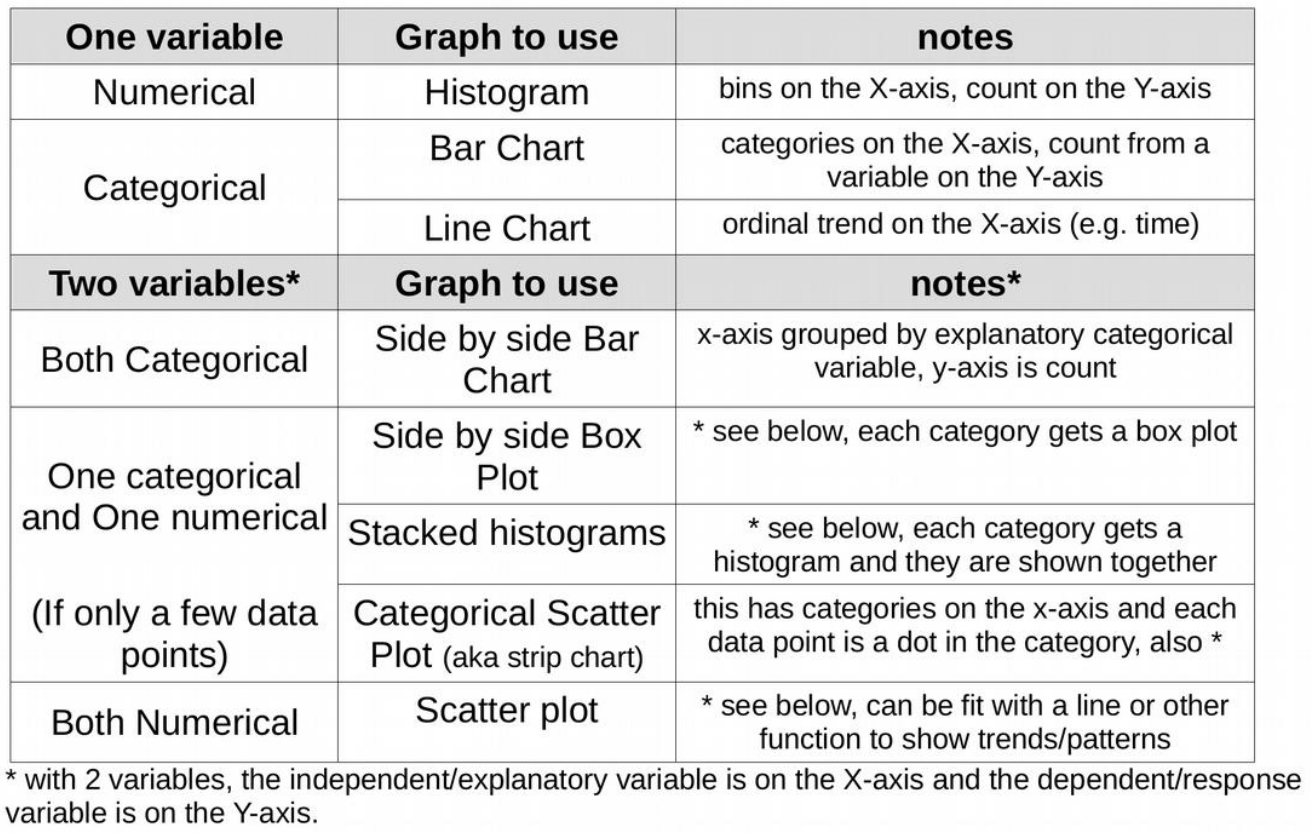 One variable Graph to use notes
Numerical Histogram bins on the X-axis, count on the Y-axis
Categorical
Bar Chart
categories on the X-axis, count from a
variable on the Y-axis
Line Chart
ordinal trend on the X-axis (e.g. time)
Two variables* Graph to use notes*
Both Categorical
Side by side Bar
Chart
x-axis grouped by explanatory categorical
variable, y-axis is count
One categorical
and One numerical
Side by side Box
Plot
* see below, each category gets a box plot
Stacked histograms
* see below, each category gets a
histogram and they are shown together
(If only a few data
points)
Categorical Scatter
Plot (aka strip chart)
this has categories on the x-axis and each
data point is a dot in the category, also *
Both Numerical
Scatter plot
* see below, can be fit with a line or other
function to show trends/patterns
* with 2 variables, the independent/explanatory variable is on the X-axis and the dependent/response
variable is on the Y-axis.